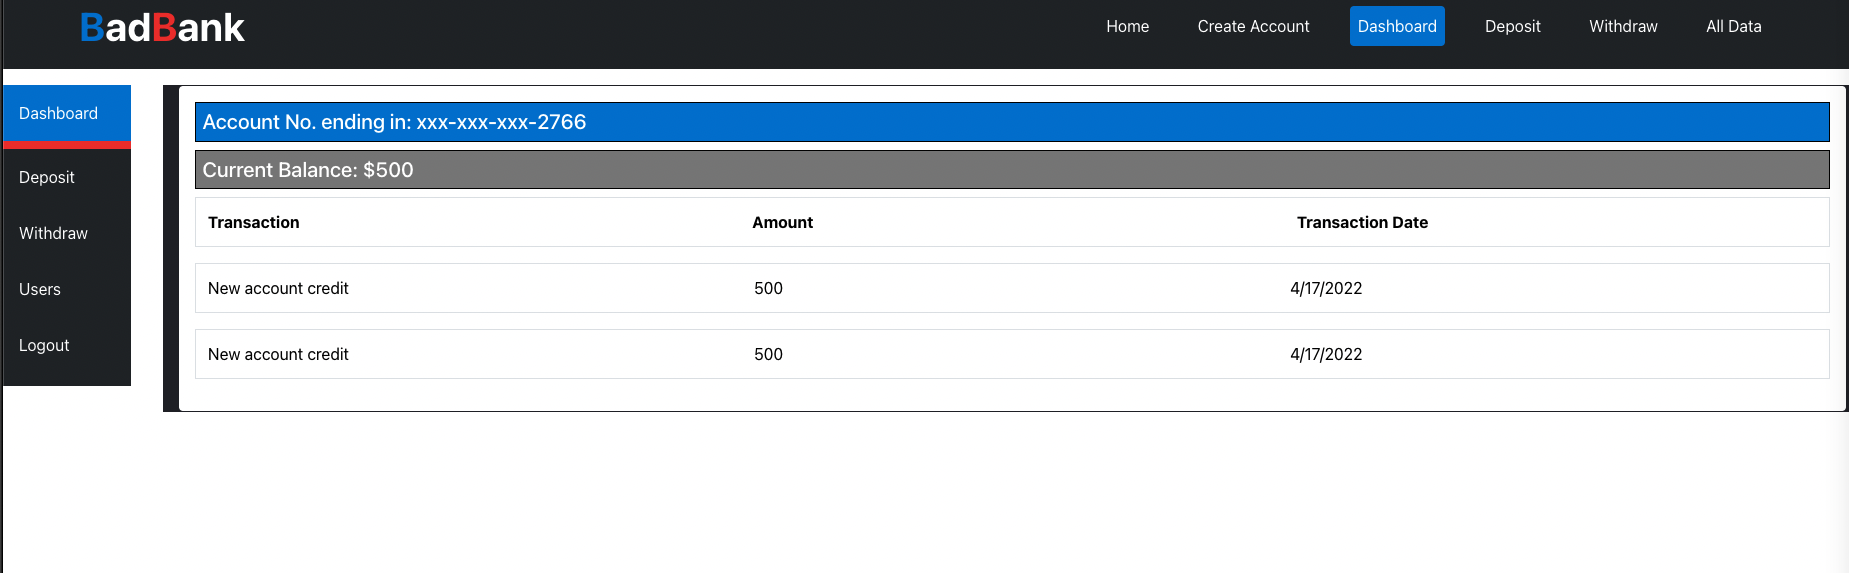 BadBank
Home Create Account Dashboard Deposit Withdraw All Data
Dashboard
Deposit
Withdraw
Users
Logout
Account No. ending in: xxx-xxx-xxx-2766
Current Balance: $500
Transaction Amount Transaction Date
New account credit 500 4/17/2022
New account credit 500 4/17/2022